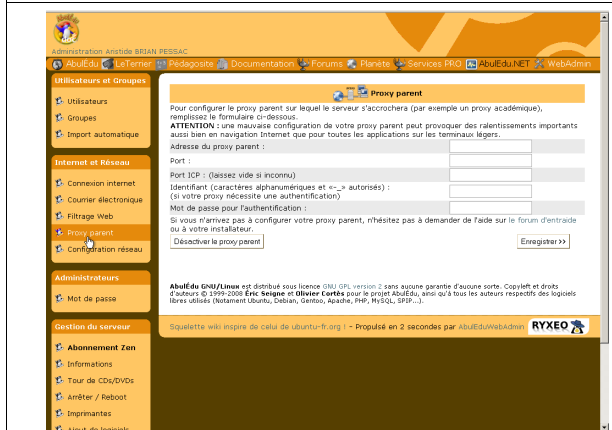 AbulÉdu
Administration Aristide BRIAN PESSAC
AbulÉdu LeTerrier Pédagosite Documentation Forums Planète Services PRO AbulEdu.NET WebAdmin
Utilisateurs et Groupes
Utilisateurs
Groupes
Import automatique
Internet et Réseau
Connexion internet
Courrier électronique
Filtrage Web
Proxy parent
Configuration réseau
Administrateurs
Mot de passe
Gestion du serveur
Abonnement Zen
Informations
Tour de CDs/DVDs
Arrêter / Reboot
Imprimantes
Ajout de logiciels
Proxy parent
Pour configurer le proxy parent sur lequel le serveur s'accrochera (par exemple un proxy académique),
remplissez le formulaire ci-dessous.
ATTENTION : une mauvaise configuration de votre proxy parent peut provoquer des ralentissements importants
aussi bien en navigation Internet que pour toutes les applications sur les terminaux légers.
Adresse du proxy parent :
Port :
Port ICP : (laissez vide si inconnu)
Identifiant (caractères alphanumériques et «-_» autorisés) :
(si votre proxy nécessite une authentification)
Mot de passe pour l'authentification :
Si vous n'arrivez pas à configurer votre proxy parent, n'hésitez pas à demander de l'aide sur le forum d'entraide
ou à votre installateur.
Désactiver le proxy parent
Enregistrer >>
AbulÉdu GNU/Linux est distribué sous licence GNU GPL version 2 sans aucune garantie d'aucune sorte. Copyleft et droits
d'auteurs © 1999-2008 Éric Seigne et Olivier Cortès pour le projet AbulÉdu, ainsi qu'à tous les auteurs respectifs des logiciels
libres utilisés (Notament Ubuntu, Debian, Gentoo, Apache, PHP, MySQL, SPIP...).
Squelette wiki inspire de celui de ubuntu-fr.org ! - Propulsé en 2 secondes par AbulEduWebAdmin
RYXEO